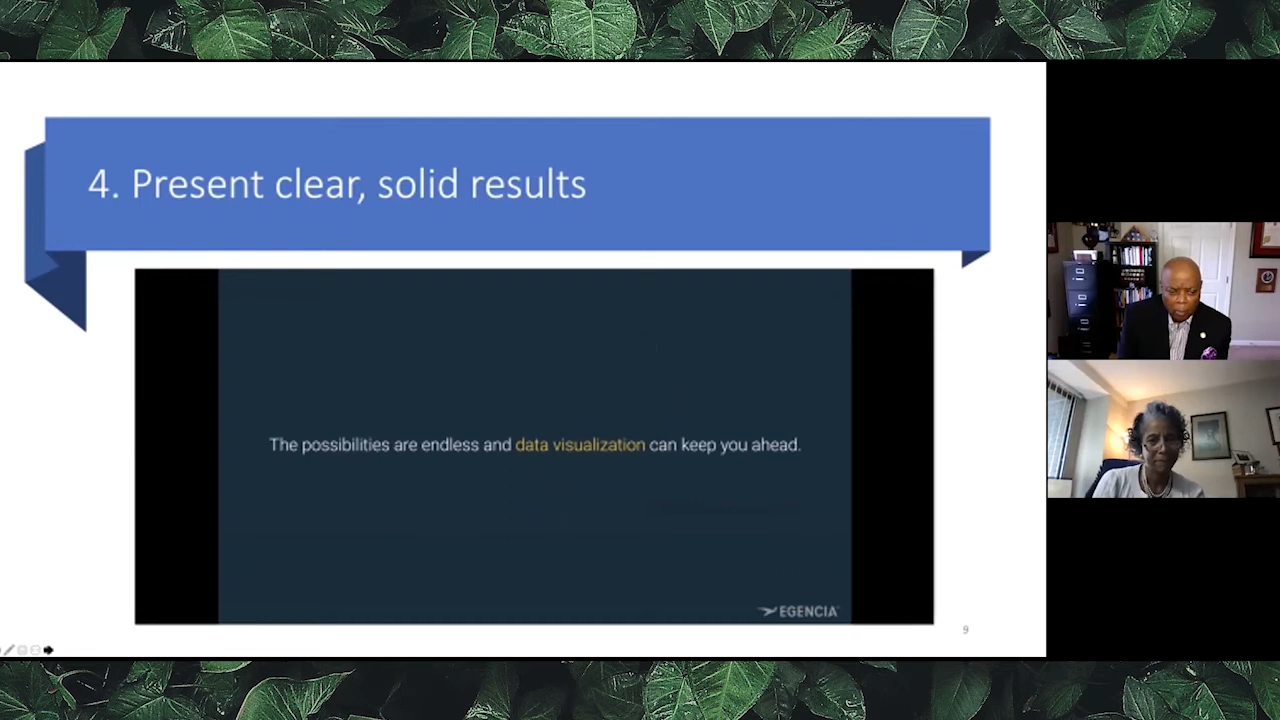 4. Present clear, solid results
The possibilities are endless and data visualization can keep you ahead.
EGENCIA
9